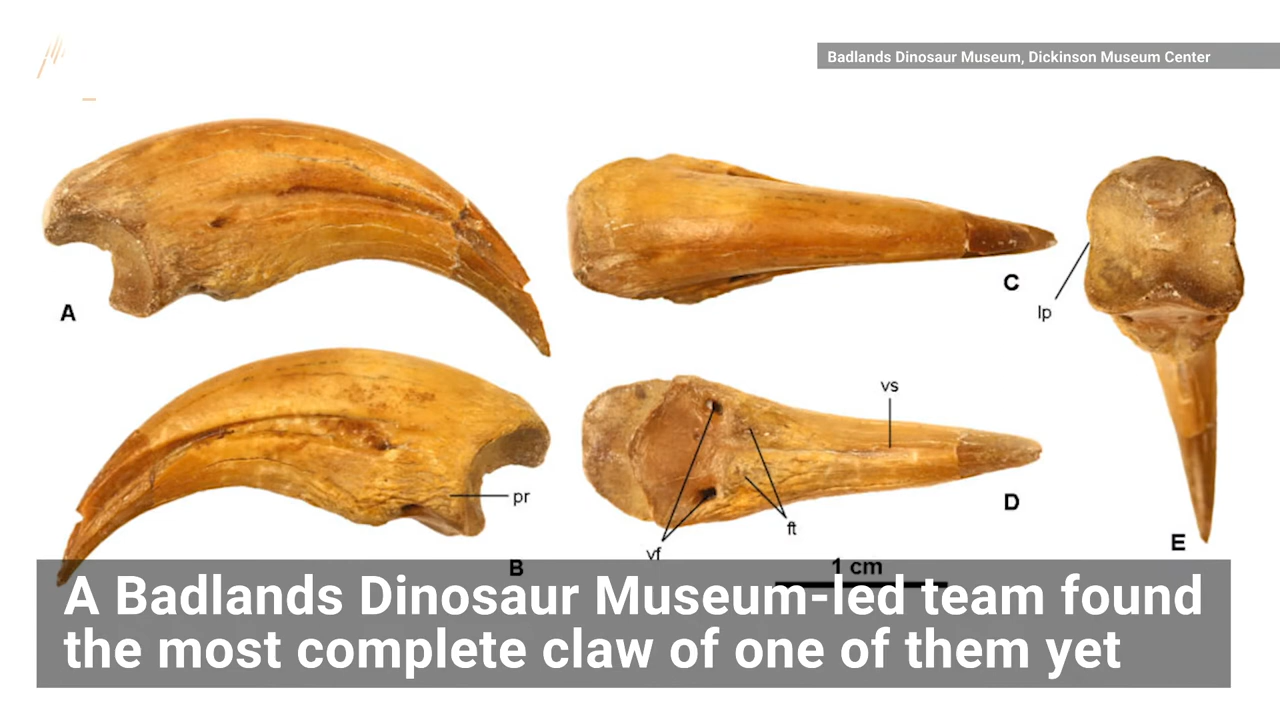 Badlands Dinosaur Museum, Dickinson Museum Center
A
C
lp
vs
pr
D
ft
vf
E
B
1 cm
A Badlands Dinosaur Museum-led team found
the most complete claw of one of them yet